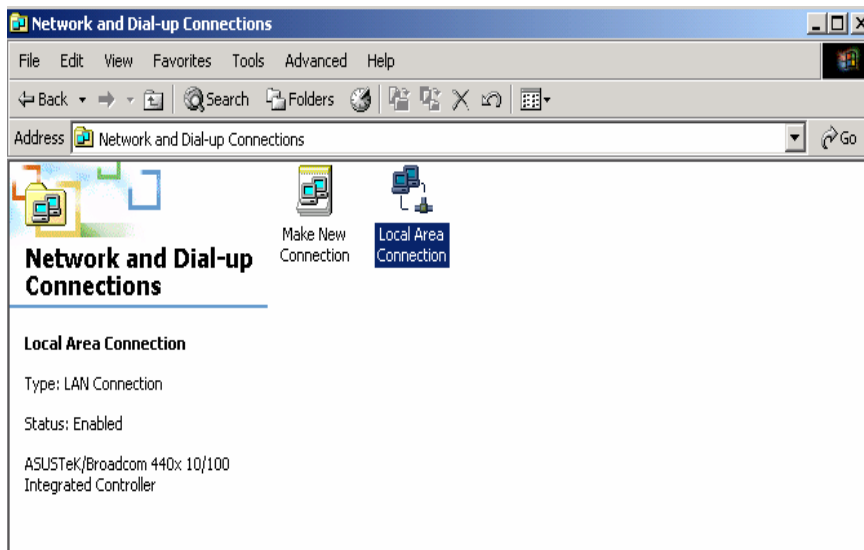 Network and Dial-up Connections
File Edit View Favorites Tools Advanced Help
Back Search Folders
Address Network and Dial-up Connections Go
Make New
Connection
Local Area
Connection
Network and Dial-up
Connections
Local Area Connection
Type: LAN Connection
Status: Enabled
ASUSTeK/Broadcom 440x 10/100
Integrated Controller